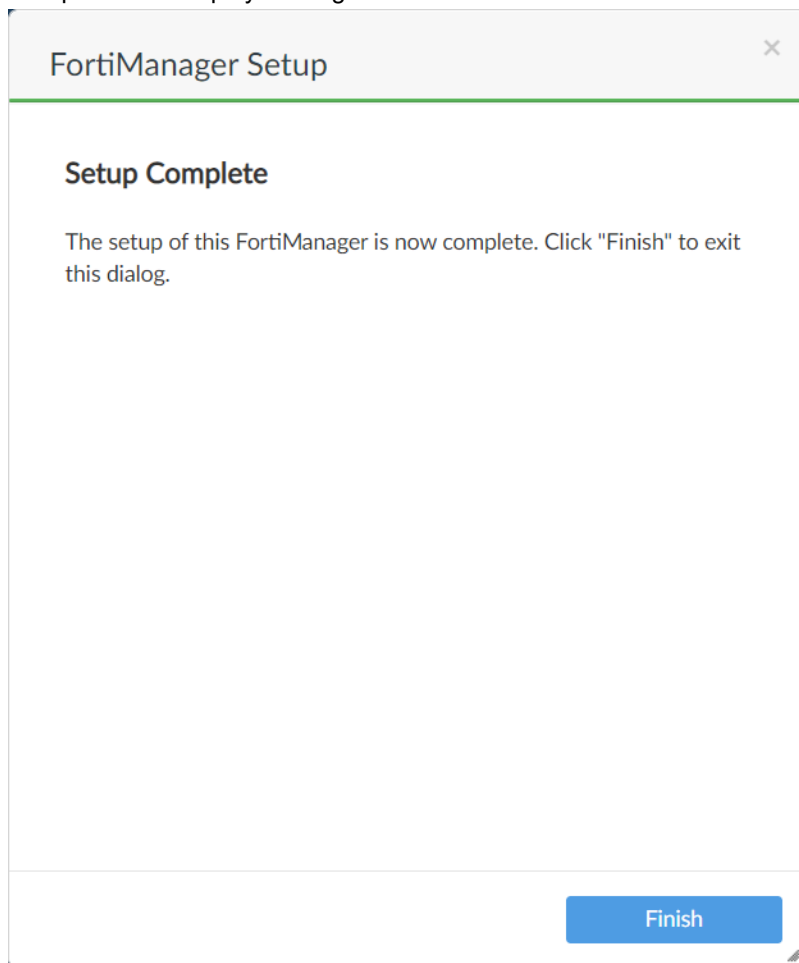 FortiManager Setup
Setup Complete
The setup of this FortiManager is now complete. Click "Finish" to exit
this dialog.
Finish